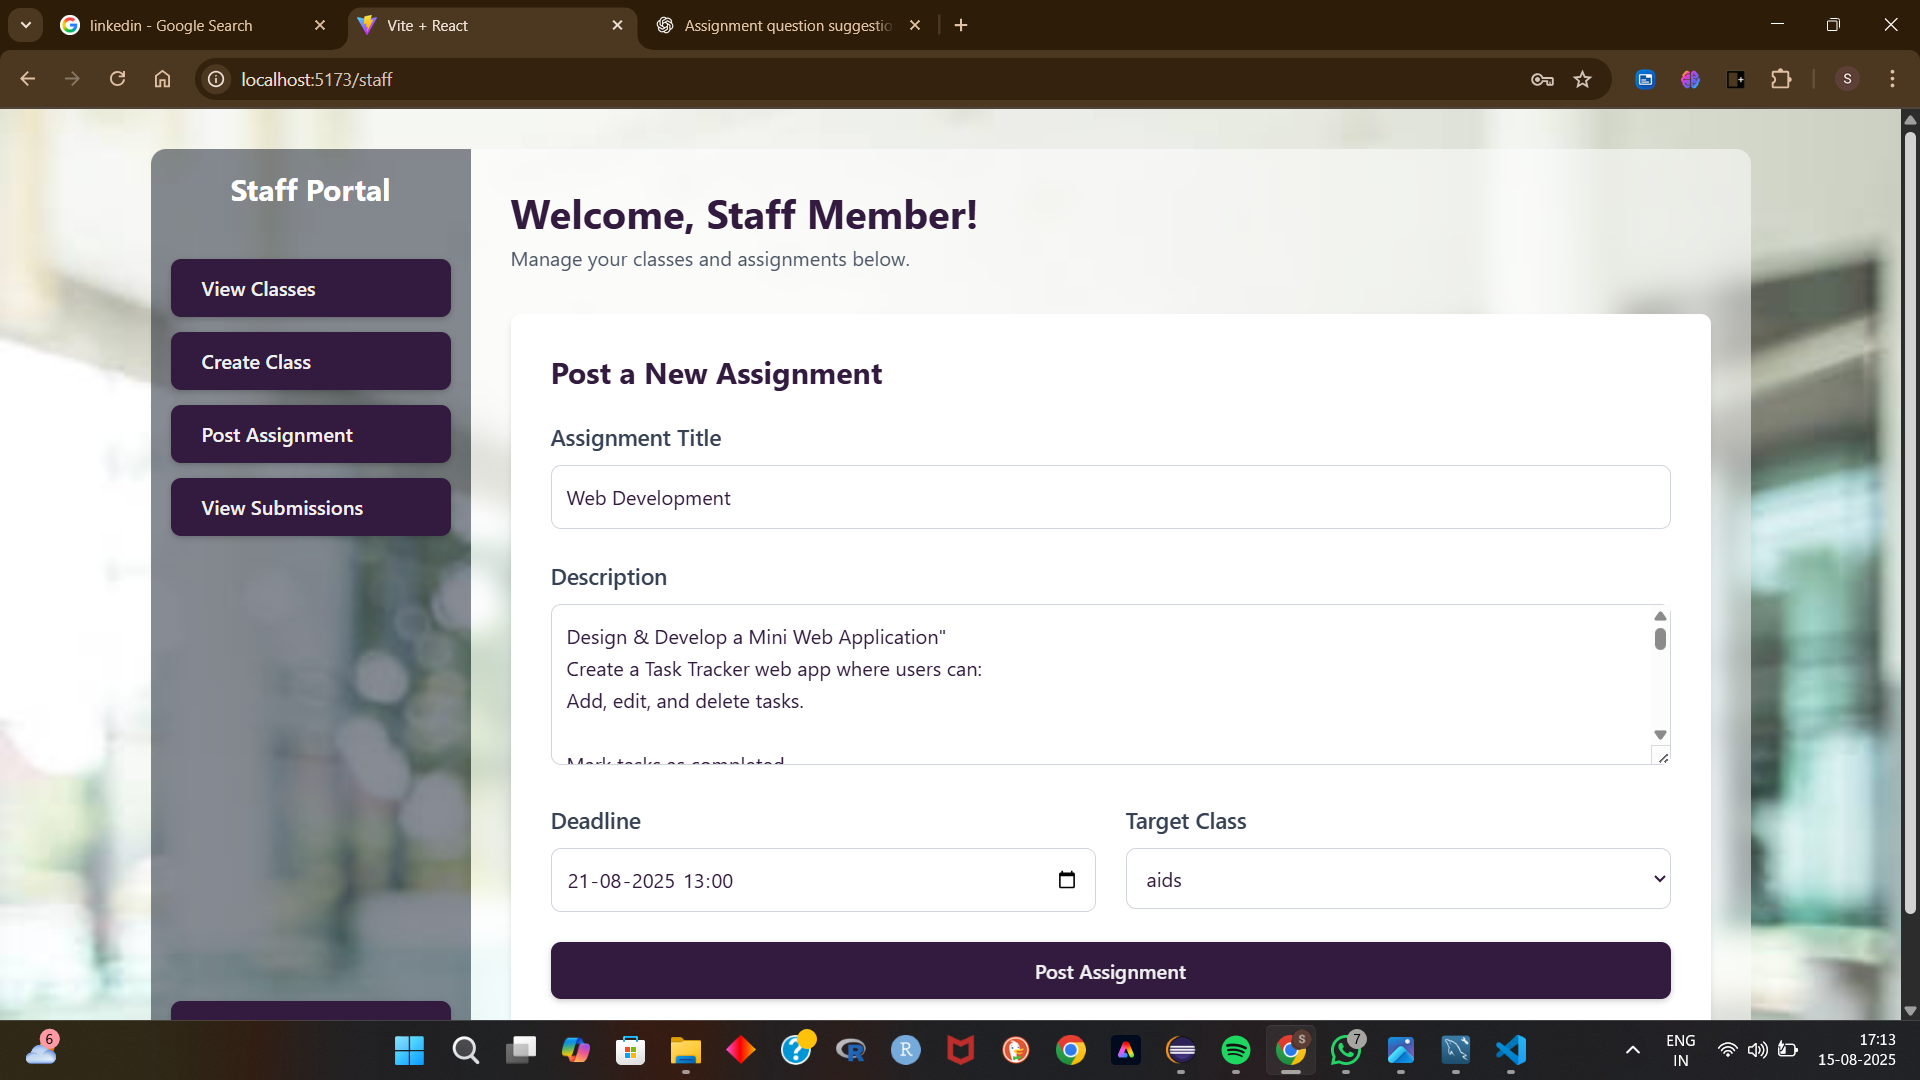 linkedin - Google Search
Vite + React
Assignment question suggestio
localhost:5173/staff
S
Staff Portal
View Classes
Create Class
Post Assignment
View Submissions
Welcome, Staff Member!
Manage your classes and assignments below.
Post a New Assignment
Assignment Title
Web Development
Description
Design & Develop a Mini Web Application"
Create a Task Tracker web app where users can:
Add, edit, and delete tasks.
Mark tasks as completed
Deadline
Target Class
21-08-2025 13:00
aids
Post Assignment
6
S
7
ENG
IN
17:13
15-08-2025